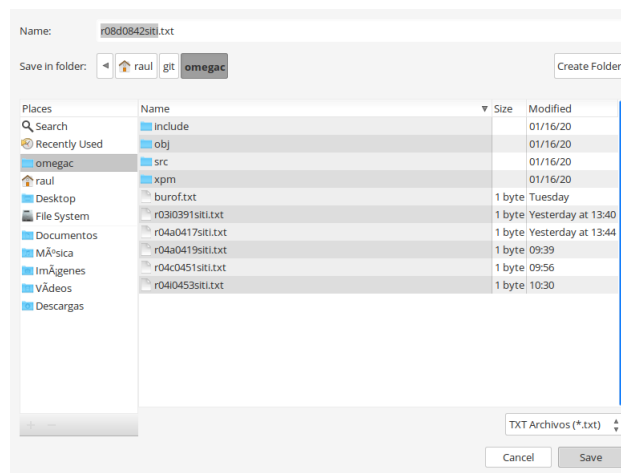 Name: r08d0842siti.txt
Save in folder: raul git omegac Create Folder
Places Name Size Modified
Search include 01/16/20
Recently Used obj 01/16/20
omegac src 01/16/20
raul xpm 01/16/20
Desktop burof.txt 1 byte Tuesday
File System r03i0391siti.txt 1 byte Yesterday at 13:40
Documentos r04a0417siti.txt 1 byte Yesterday at 13:44
MÃºsica r04a0419siti.txt 1 byte 09:39
ImÃ¡genes r04c0451siti.txt 1 byte 09:56
VÃdeos r04i0453siti.txt 1 byte 10:30
Descargas
TXT Archivos (*.txt)
Cancel Save